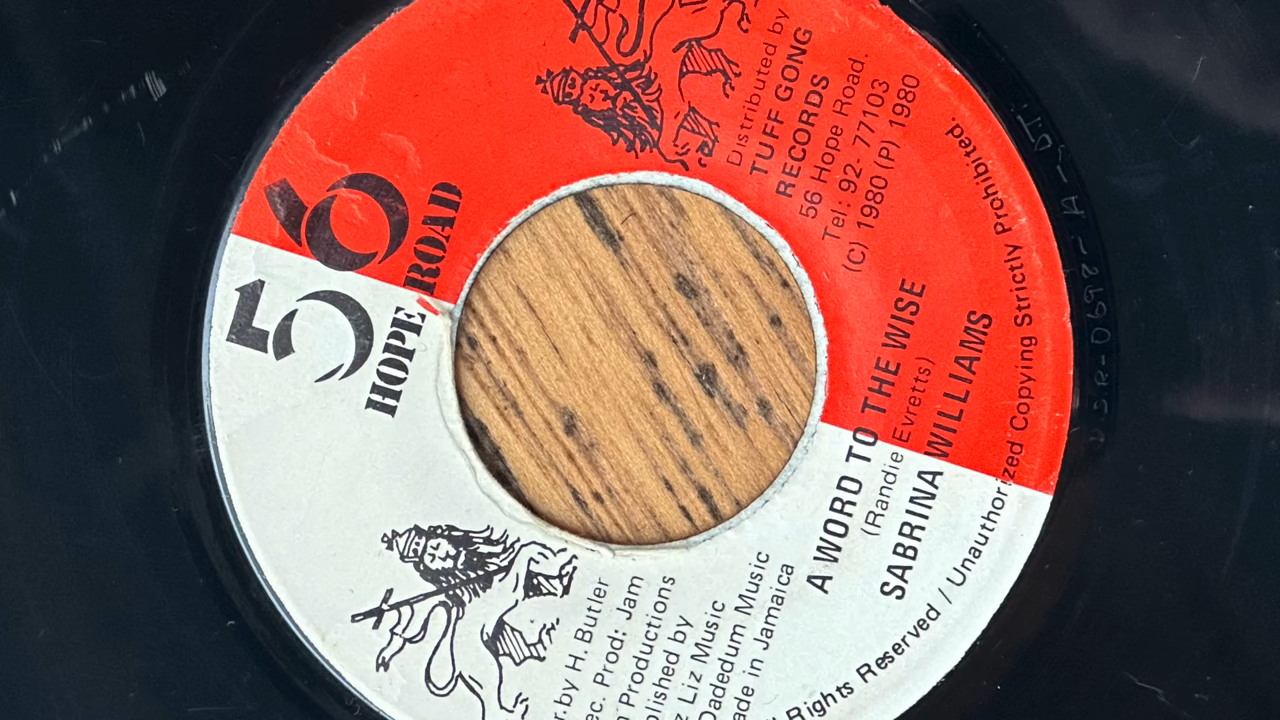 56
HOPE ROAD
Distributed by
TUFF GONG
RECORDS
56 Hope Road.
Tel: 92- 77103
(C) 1980 (P) 1980
r.by H. Butler
ec. Prod: Jam
Productions
blished by
z Liz Music
Dadedum Music
ade in Jamaica
A WORD TO THE WISE
(Randie Evretts)
SABRINA WILLIAMS
Rights Reserved / Unauthorized Copying Strictly Prohibited.
DSR-0692-A-